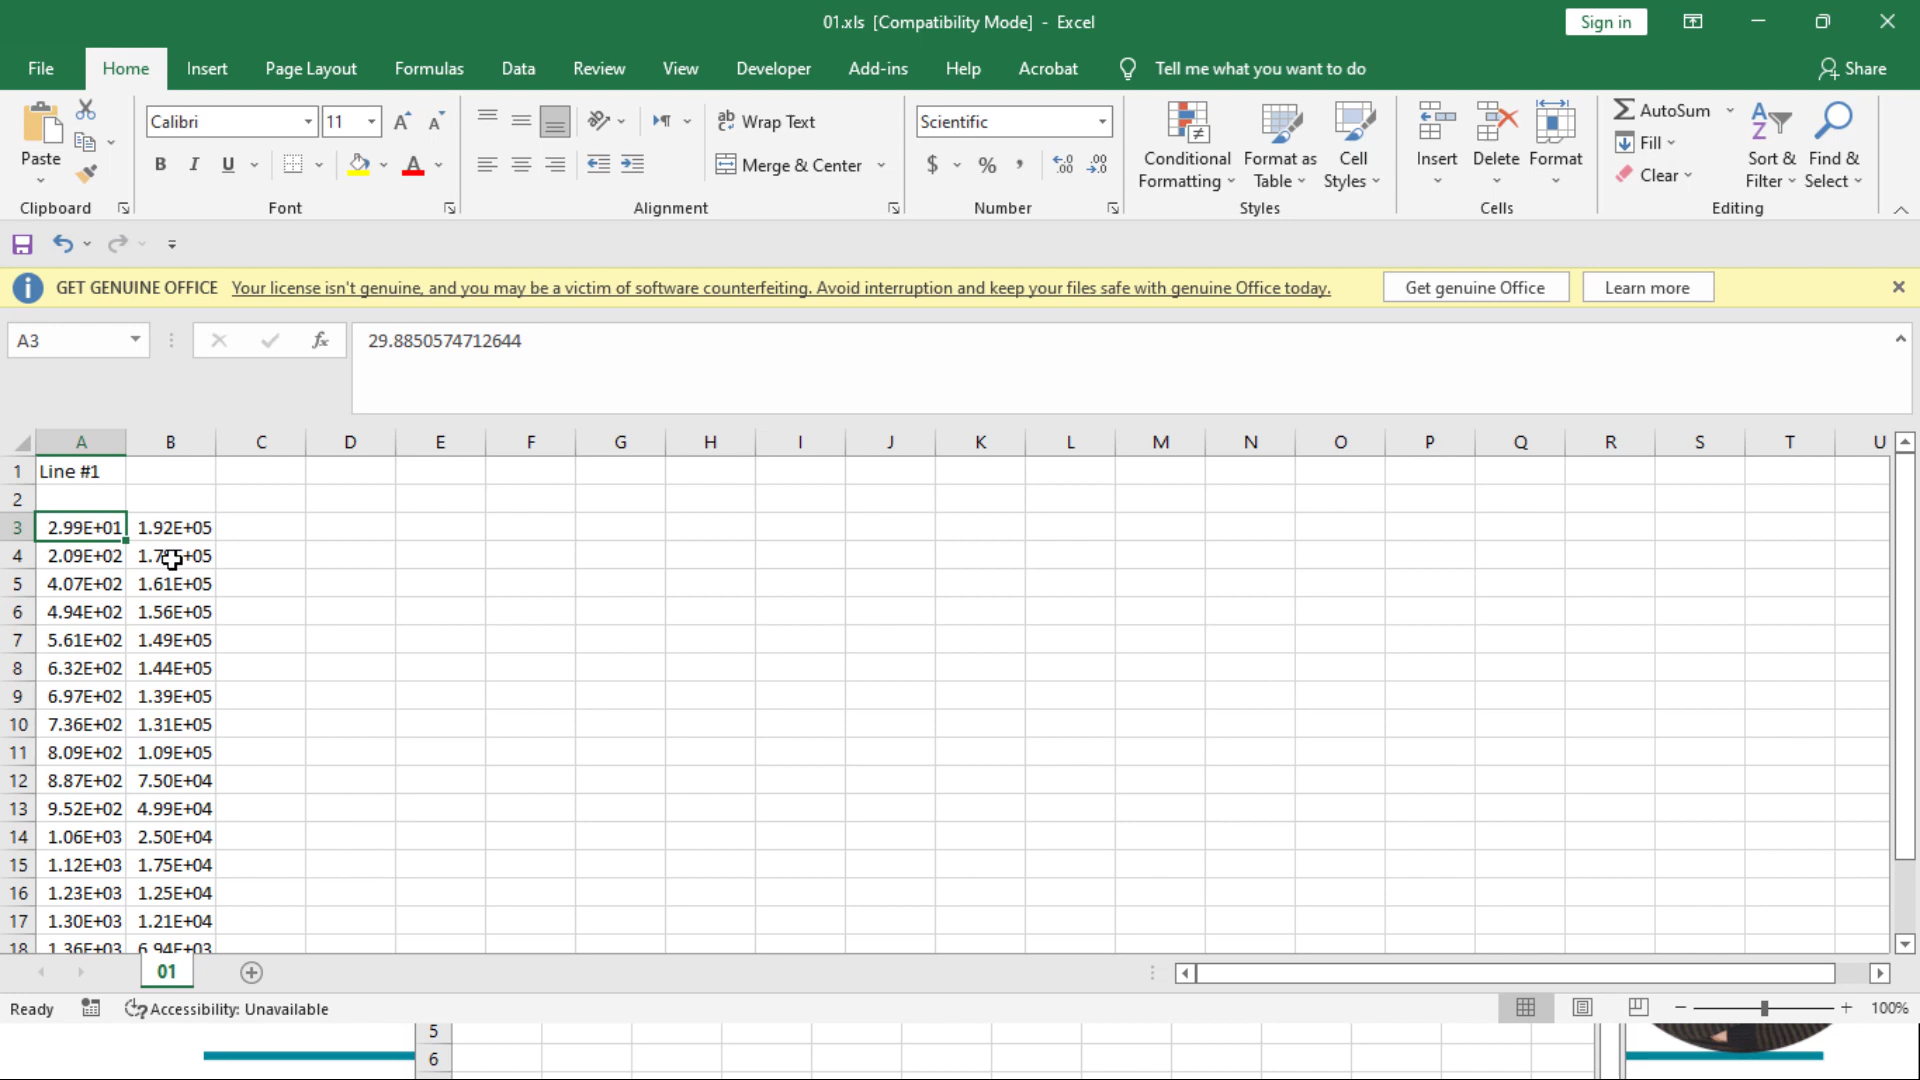 01.xls [Compatibility Mode] - Excel
Sign in
File Home Insert Page Layout Formulas Data Review View Developer Add-ins Help Acrobat Tell me what you want to do Share
Paste
Clipboard
Calibri 11
B I U A
Font
ab Wrap Text
Merge & Center
Alignment
Scientific
$ % ,
Number
Conditional Formatting
Format as Table
Cell Styles
Styles
Insert
Delete
Format
Cells
AutoSum
Fill
Clear
Sort & Filter
Find & Select
Editing
GET GENUINE OFFICE Your license isn't genuine, and you may be a victim of software counterfeiting. Avoid interruption and keep your files safe with genuine Office today. Get genuine Office Learn more
A3 fx 29.8850574712644
A B C D E F G H I J K L M N O P Q R S T U
1 Line #1
2
3 2.99E+01 1.92E+05
4 2.09E+02
5 4.07E+02 1.61E+05
6 4.94E+02 1.56E+05
7 5.61E+02 1.49E+05
8 6.32E+02 1.44E+05
9 6.97E+02 1.39E+05
10 7.36E+02 1.31E+05
11 8.09E+02 1.09E+05
12 8.87E+02 7.50E+04
13 9.52E+02 4.99E+04
14 1.06E+03 2.50E+04
15 1.12E+03 1.75E+04
16 1.23E+03 1.25E+04
17 1.30E+03 1.21E+04
18 1.36E+03 6.94E+03
01
Ready Accessibility: Unavailable 100%
5
6